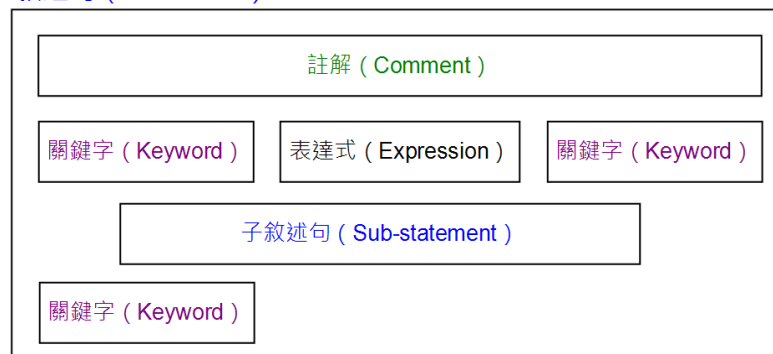 註解 ( Comment )
關鍵字 ( Keyword ) 表達式 ( Expression ) 關鍵字 ( Keyword )
子敘述句 ( Sub-statement )
關鍵字 ( Keyword )